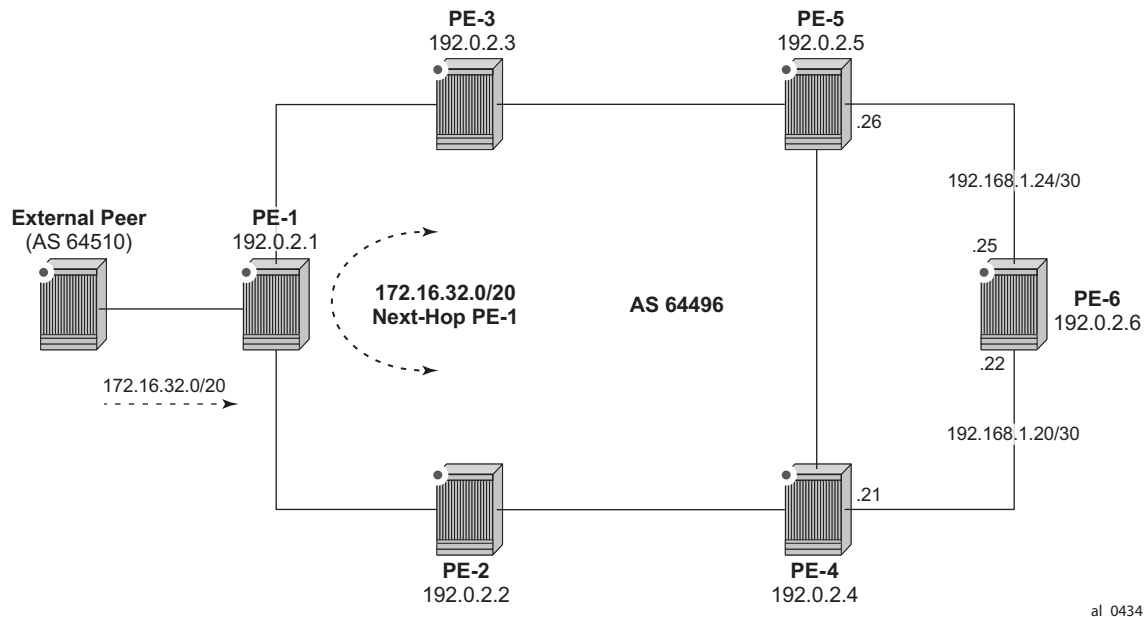 PE-3
192.0.2.3
PE-5
192.0.2.5
.26
192.168.1.24/30
External Peer
(AS 64510)
PE-1
192.0.2.1
.25
172.16.32.0/20
Next-Hop PE-1
AS 64496
PE-6
192.0.2.6
.22
172.16.32.0/20
192.168.1.20/30
.21
PE-2
192.0.2.2
PE-4
192.0.2.4
al 0434